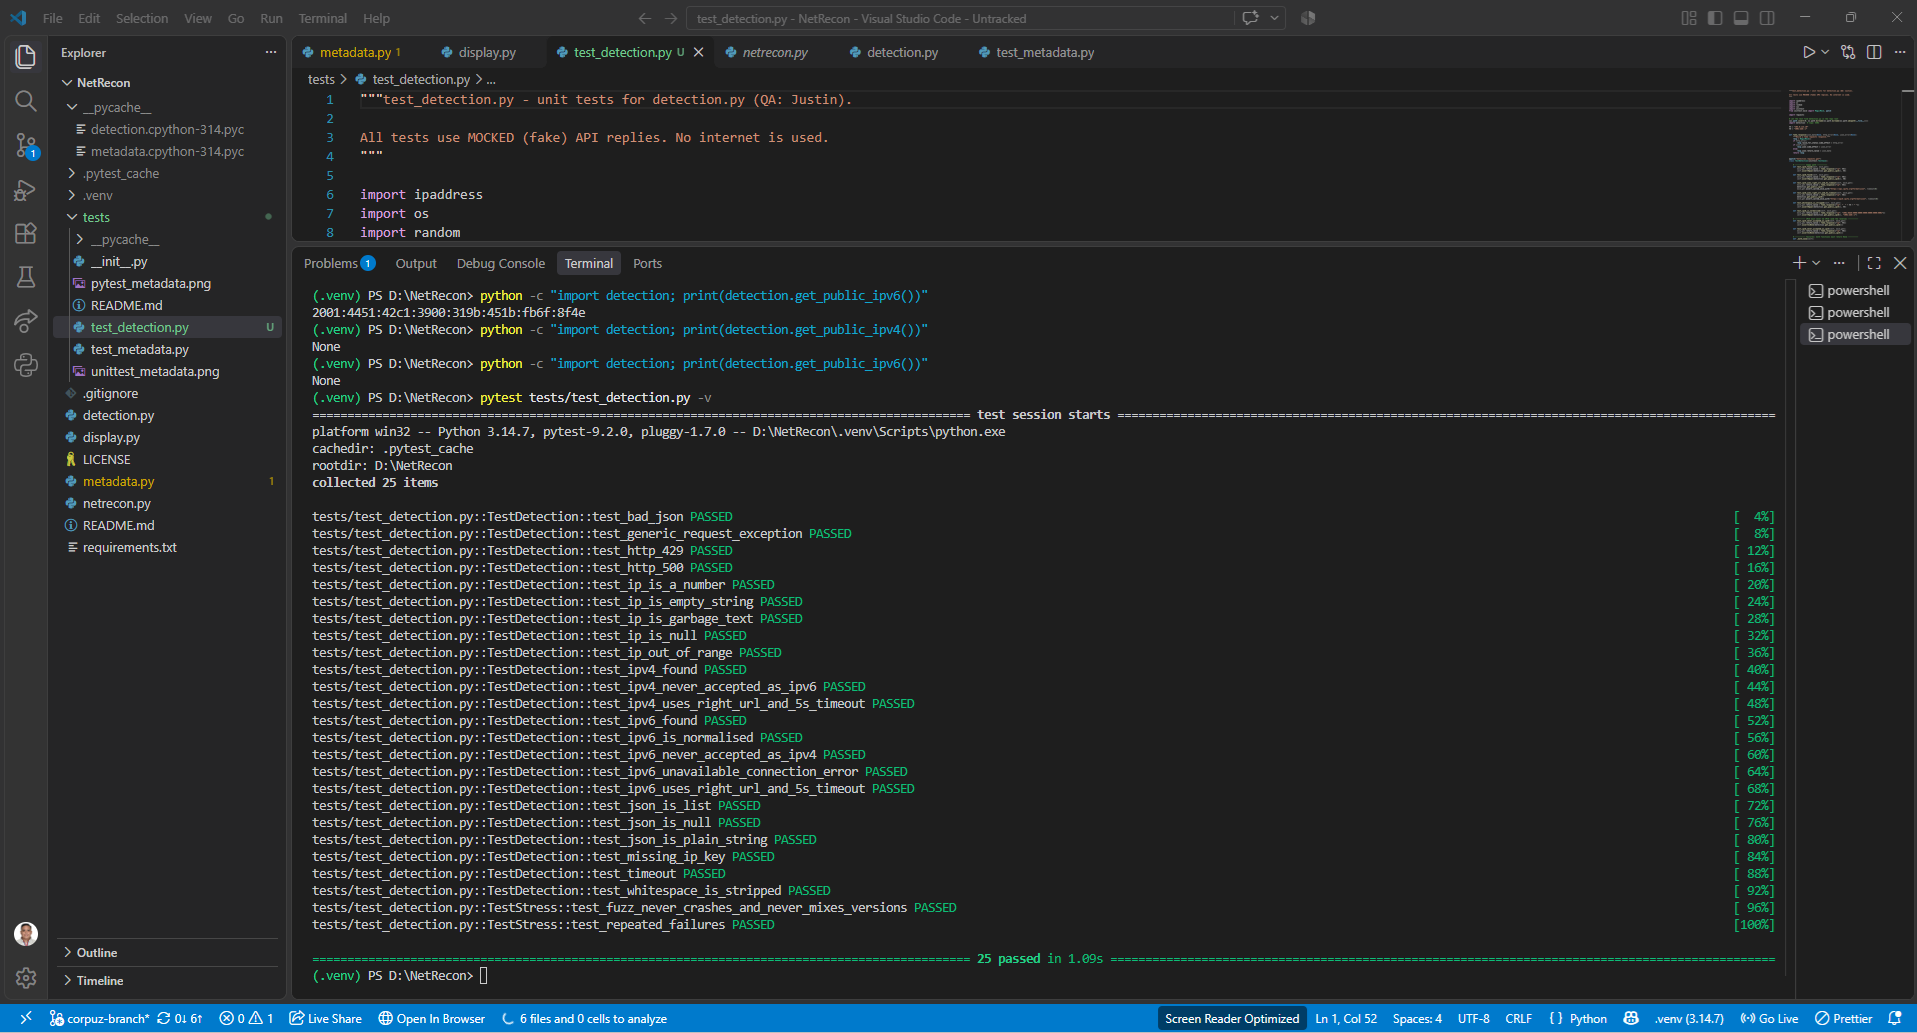 File Edit Selection View Go Run Terminal Help
test_detection.py - NetRecon - Visual Studio Code - Untracked
Explorer
NetRecon
__pycache__
detection.cpython-314.pyc
metadata.cpython-314.pyc
.pytest_cache
.venv
tests
__pycache__
__init__.py
pytest_metadata.png
README.md
test_detection.py U
test_metadata.py
unittest_metadata.png
.gitignore
detection.py
display.py
LICENSE
metadata.py 1
netrecon.py
README.md
requirements.txt
Outline
Timeline
1
metadata.py 1 display.py test_detection.py U netrecon.py detection.py test_metadata.py
tests > test_detection.py > ...
1 """test_detection.py - unit tests for detection.py (QA: Justin).
2
3 All tests use MOCKED (fake) API replies. No internet is used.
4 """
5
6 import ipaddress
7 import os
8 import random
Problems 1 Output Debug Console Terminal Ports
(.venv) PS D:\NetRecon> python -c "import detection; print(detection.get_public_ipv6())"
2001:4451:42c1:3900:319b:451b:fb6f:8f4e
(.venv) PS D:\NetRecon> python -c "import detection; print(detection.get_public_ipv4())"
None
(.venv) PS D:\NetRecon> python -c "import detection; print(detection.get_public_ipv6())"
None
(.venv) PS D:\NetRecon> pytest tests/test_detection.py -v
test session starts
platform win32 -- Python 3.14.7, pytest-9.2.0, pluggy-1.7.0 -- D:\NetRecon\.venv\Scripts\python.exe
cachedir: .pytest_cache
rootdir: D:\NetRecon
collected 25 items
tests/test_detection.py::TestDetection::test_bad_json PASSED [ 4%]
tests/test_detection.py::TestDetection::test_generic_request_exception PASSED [ 8%]
tests/test_detection.py::TestDetection::test_http_429 PASSED [ 12%]
tests/test_detection.py::TestDetection::test_http_500 PASSED [ 16%]
tests/test_detection.py::TestDetection::test_ip_is_a_number PASSED [ 20%]
tests/test_detection.py::TestDetection::test_ip_is_empty_string PASSED [ 24%]
tests/test_detection.py::TestDetection::test_ip_is_garbage_text PASSED [ 28%]
tests/test_detection.py::TestDetection::test_ip_is_null PASSED [ 32%]
tests/test_detection.py::TestDetection::test_ip_out_of_range PASSED [ 36%]
tests/test_detection.py::TestDetection::test_ipv4_found PASSED [ 40%]
tests/test_detection.py::TestDetection::test_ipv4_never_accepted_as_ipv6 PASSED [ 44%]
tests/test_detection.py::TestDetection::test_ipv4_uses_right_url_and_5s_timeout PASSED [ 48%]
tests/test_detection.py::TestDetection::test_ipv6_found PASSED [ 52%]
tests/test_detection.py::TestDetection::test_ipv6_is_normalised PASSED [ 56%]
tests/test_detection.py::TestDetection::test_ipv6_never_accepted_as_ipv4 PASSED [ 60%]
tests/test_detection.py::TestDetection::test_ipv6_unavailable_connection_error PASSED [ 64%]
tests/test_detection.py::TestDetection::test_ipv6_uses_right_url_and_5s_timeout PASSED [ 68%]
tests/test_detection.py::TestDetection::test_json_is_list PASSED [ 72%]
tests/test_detection.py::TestDetection::test_json_is_null PASSED [ 76%]
tests/test_detection.py::TestDetection::test_json_is_plain_string PASSED [ 80%]
tests/test_detection.py::TestDetection::test_missing_ip_key PASSED [ 84%]
tests/test_detection.py::TestDetection::test_timeout PASSED [ 88%]
tests/test_detection.py::TestDetection::test_whitespace_is_stripped PASSED [ 92%]
tests/test_detection.py::TestStress::test_fuzz_never_crashes_and_never_mixes_versions PASSED [ 96%]
tests/test_detection.py::TestStress::test_repeated_failures PASSED [100%]
25 passed in 1.09s
(.venv) PS D:\NetRecon>
powershell
powershell
powershell
corpuz-branch* 0↓ 6↑ 0 1 Live Share Open In Browser 6 files and 0 cells to analyze Screen Reader Optimized Ln 1, Col 52 Spaces: 4 UTF-8 CRLF { } Python .venv (3.14.7) Go Live Prettier